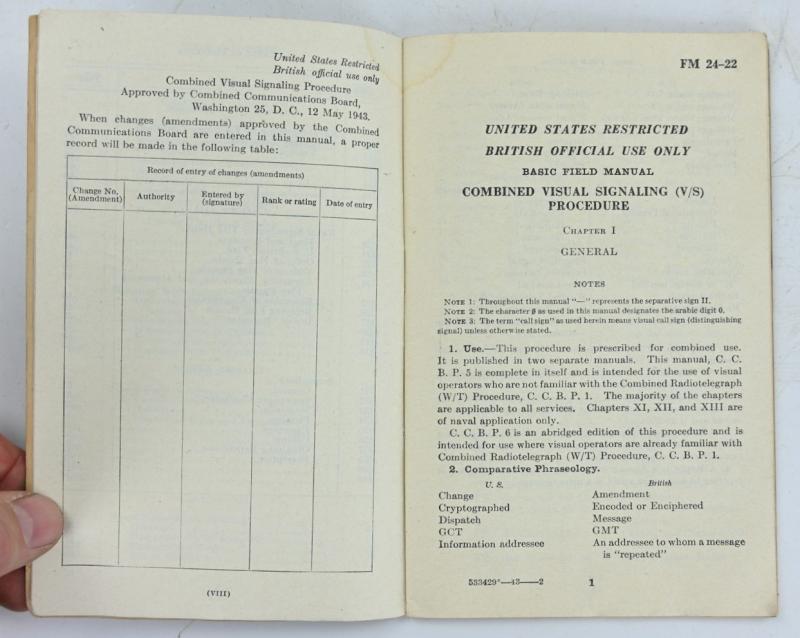 United States Restricted
British official use only
Combined Visual Signaling Procedure
Approved by Combined Communications Board,
Washington 25, D. C., 12 May 1943.
When changes (amendments) approved by the Combined
Communications Board are entered in this manual, a proper
record will be made in the following table:
Record of entry of changes (amendments)
Change No. (Amendment) Authority Entered by (signature) Rank or rating Date of entry
(VIII)
FM 24-22
UNITED STATES RESTRICTED
BRITISH OFFICIAL USE ONLY
BASIC FIELD MANUAL
COMBINED VISUAL SIGNALING (V/S)
PROCEDURE
CHAPTER I
GENERAL
NOTES
NOTE 1: Throughout this manual "—" represents the separative sign II.
NOTE 2: The character ø as used in this manual designates the arabic digit 0.
NOTE 3: The term "call sign" as used herein means visual call sign (distinguishing
signal) unless otherwise stated.
1. Use.—This procedure is prescribed for combined use.
It is published in two separate manuals. This manual, C. C.
B. P. 5 is complete in itself and is intended for the use of visual
operators who are not familiar with the Combined Radiotelegraph
(W/T) Procedure, C. C. B. P. 1. The majority of the chapters
are applicable to all services. Chapters XI, XII, and XIII are
of naval application only.
C. C. B. P. 6 is an abridged edition of this procedure and is
intended for use where visual operators are already familiar with
Combined Radiotelegraph (W/T) Procedure, C. C. B. P. 1.
2. Comparative Phraseology.
U. S. British
Change Amendment
Cryptographed Encoded or Enciphered
Dispatch Message
GCT GMT
Information addressee An addressee to whom a message
is "repeated"
533429°—43——2 1